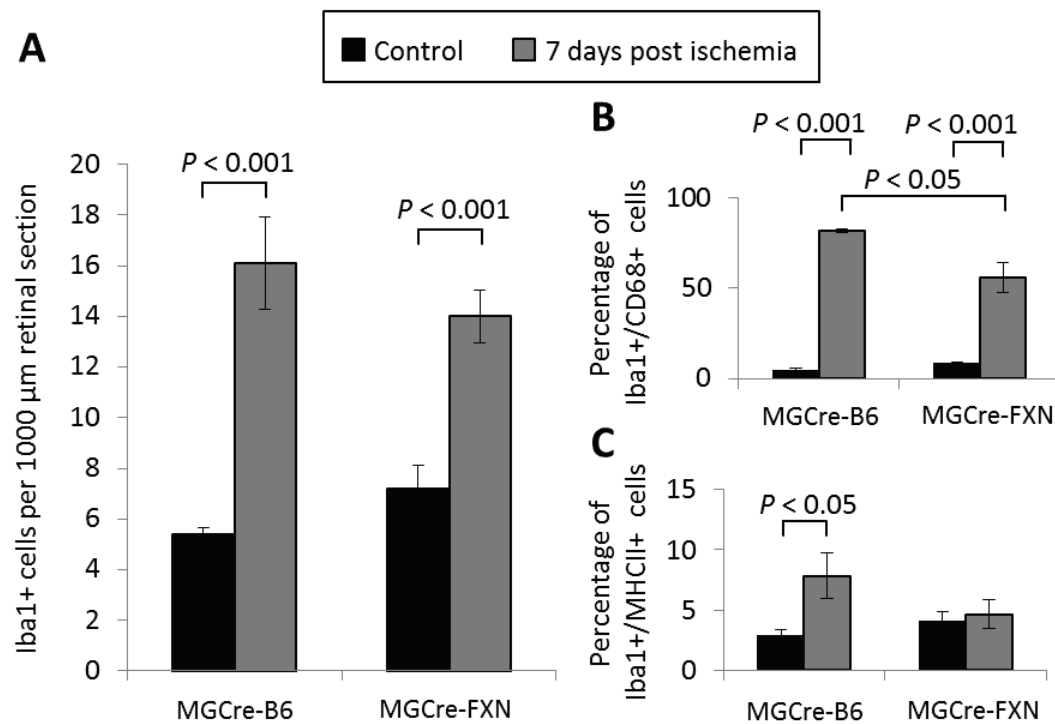 Control 7 days post ischemia
A
Iba1+ cells per 1000 µm retinal section
20
18
16
14
12
10
8
6
4
2
0
P < 0.001
P < 0.001
MGCre-B6 MGCre-FXN
B
Percentage of
Iba1+/CD68+ cells
P < 0.001 P < 0.001
P < 0.05
100
50
0
MGCre-B6 MGCre-FXN
C
Percentage of
Iba1+/MHCII+ cells
15
10
5
0
P < 0.05
MGCre-B6 MGCre-FXN